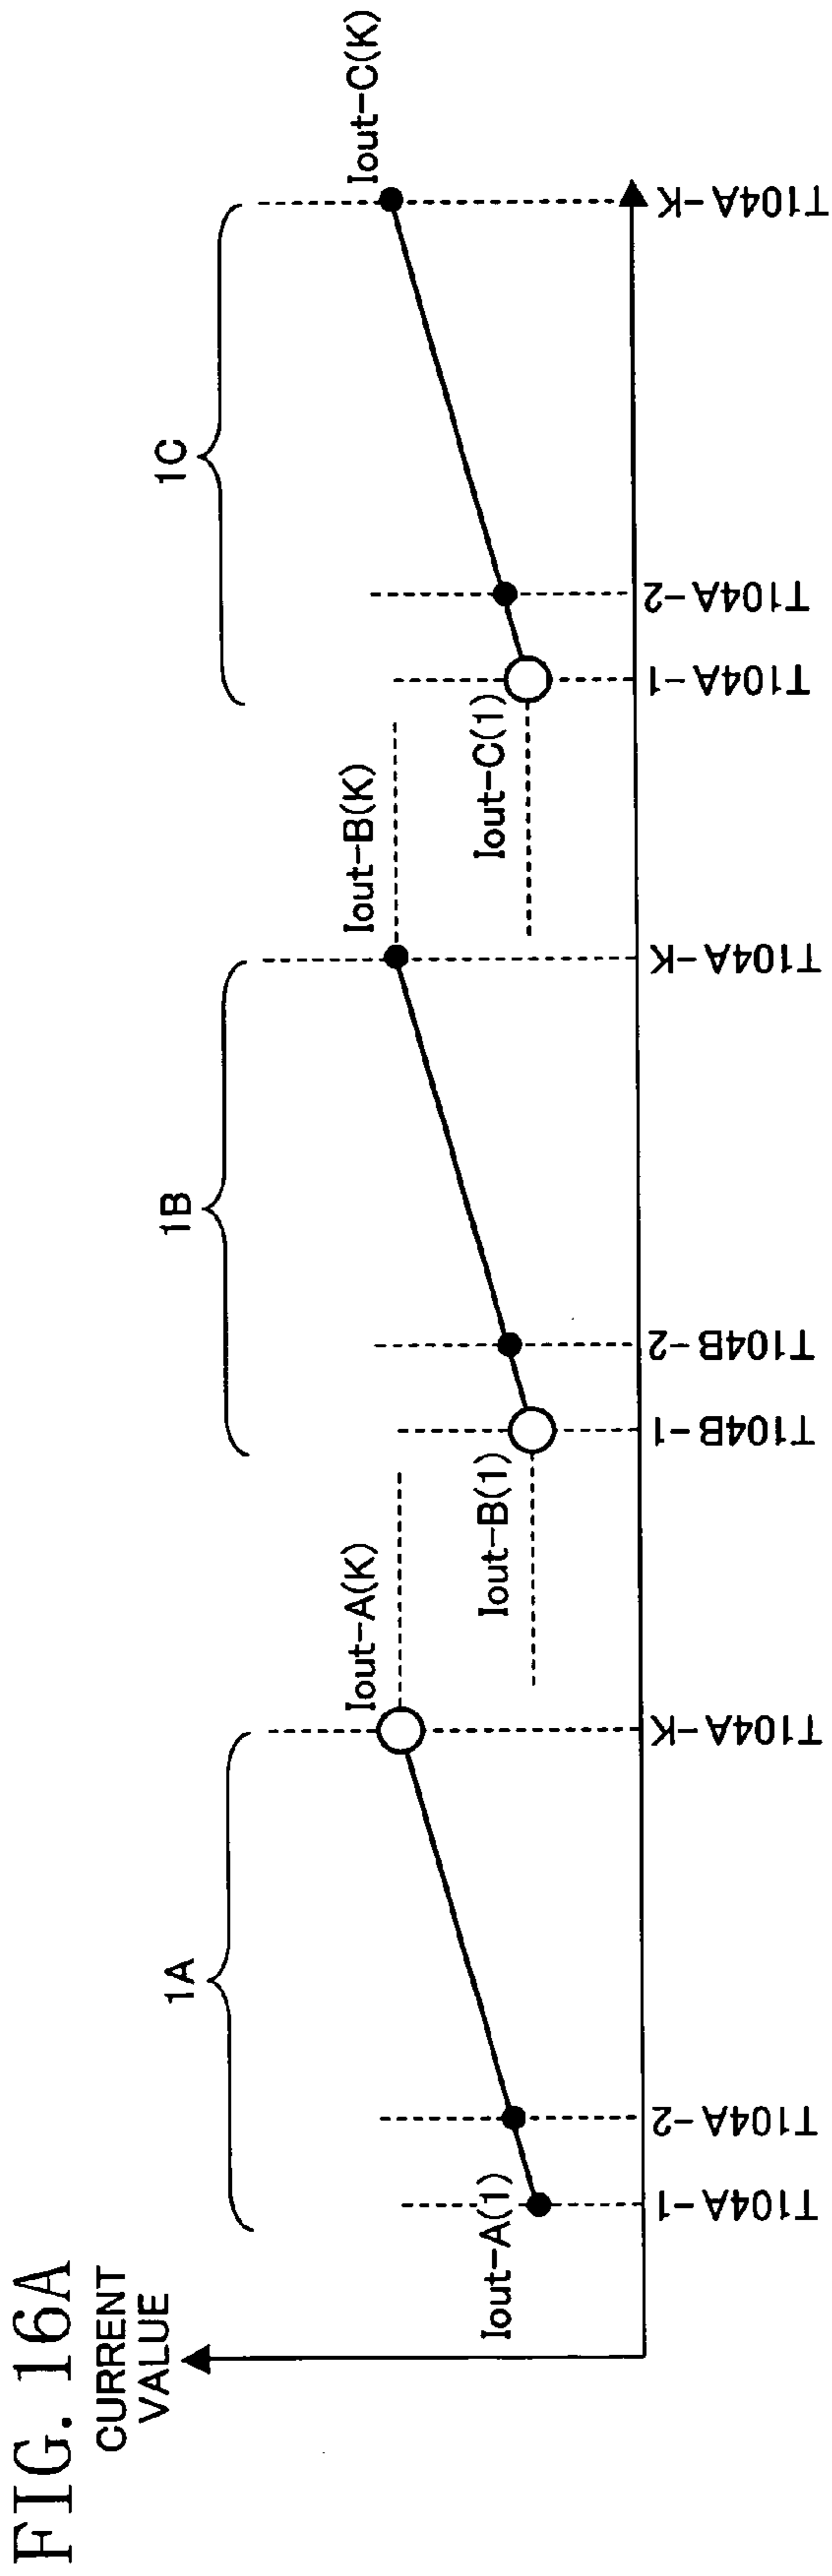 FIG. 16A
CURRENT
VALUE
1A
1B
1C
Iout-A(1)
Iout-A(K)
Iout-B(1)
Iout-B(K)
Iout-C(1)
Iout-C(K)
T104A-1
T104A-2
T104A-K
T104B-1
T104B-2
T104A-K
T104A-1
T104A-2
T104A-K